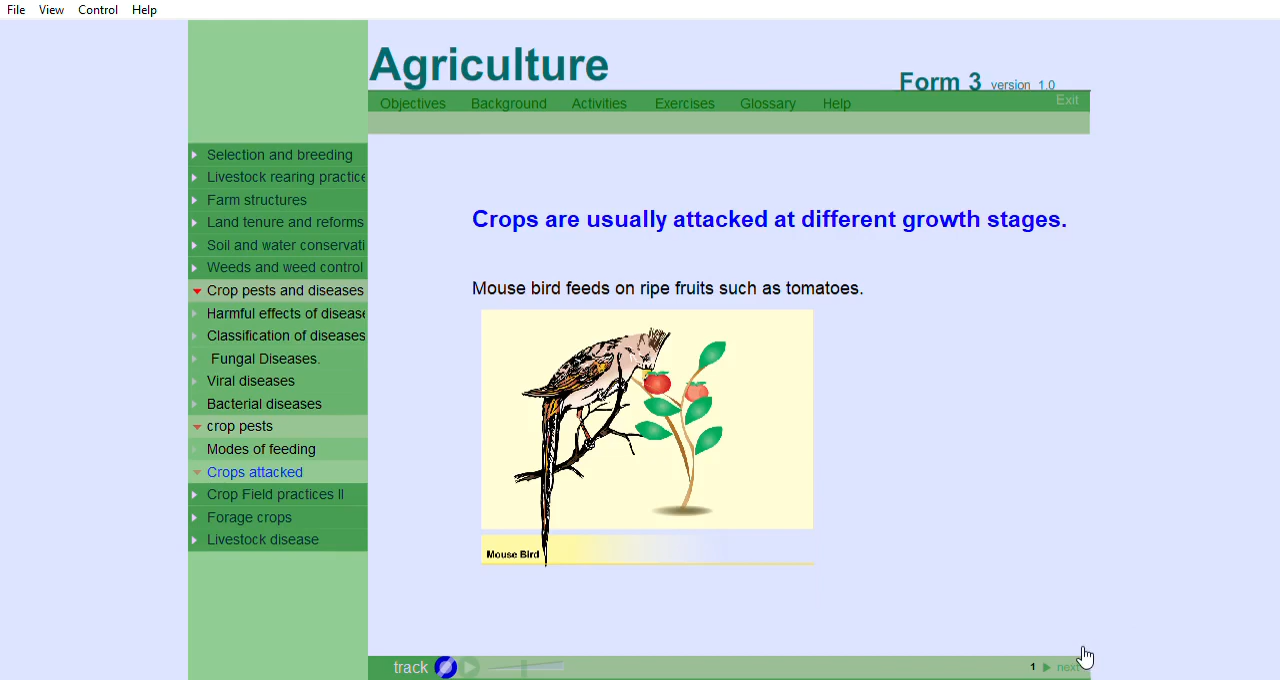 File View Control Help
Agriculture
Form 3 version 1.0
Objectives Background Activities Exercises Glossary Help Exit
Selection and breeding
Livestock rearing practice
Farm structures
Land tenure and reforms
Soil and water conservati
Weeds and weed control
Crop pests and diseases
Harmful effects of disease
Classification of diseases
Fungal Diseases.
Viral diseases
Bacterial diseases
crop pests
Modes of feeding
Crops attacked
Crop Field practices II
Forage crops
Livestock disease
Crops are usually attacked at different growth stages.
Mouse bird feeds on ripe fruits such as tomatoes.
Mouse Bird
track
1 next